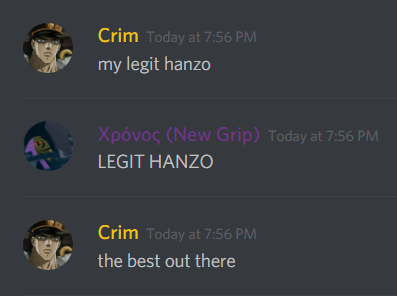 Crim Today at 7:56 PM
my legit hanzo
Χρόνος (New Grip) Today at 7:56 PM
LEGIT HANZO
Crim Today at 7:56 PM
the best out there